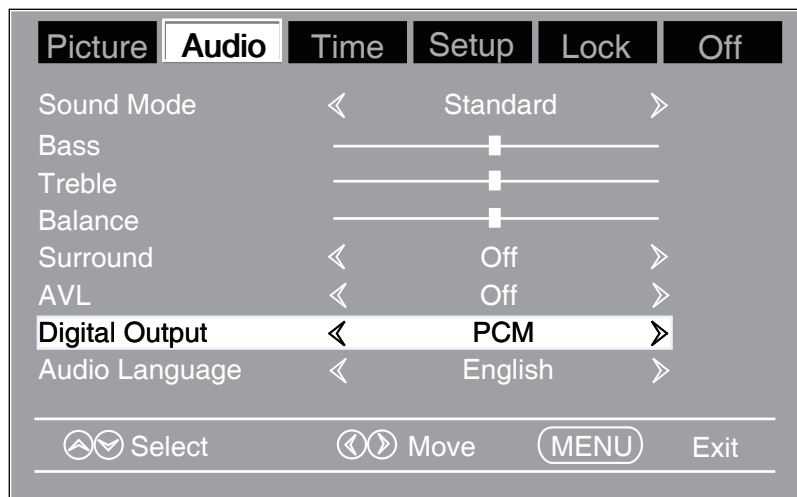 Picture Audio Time Setup Lock Off
Sound Mode Standard
Bass
Treble
Balance
Surround Off
AVL Off
Digital Output PCM
Audio Language English
Select Move MENU Exit